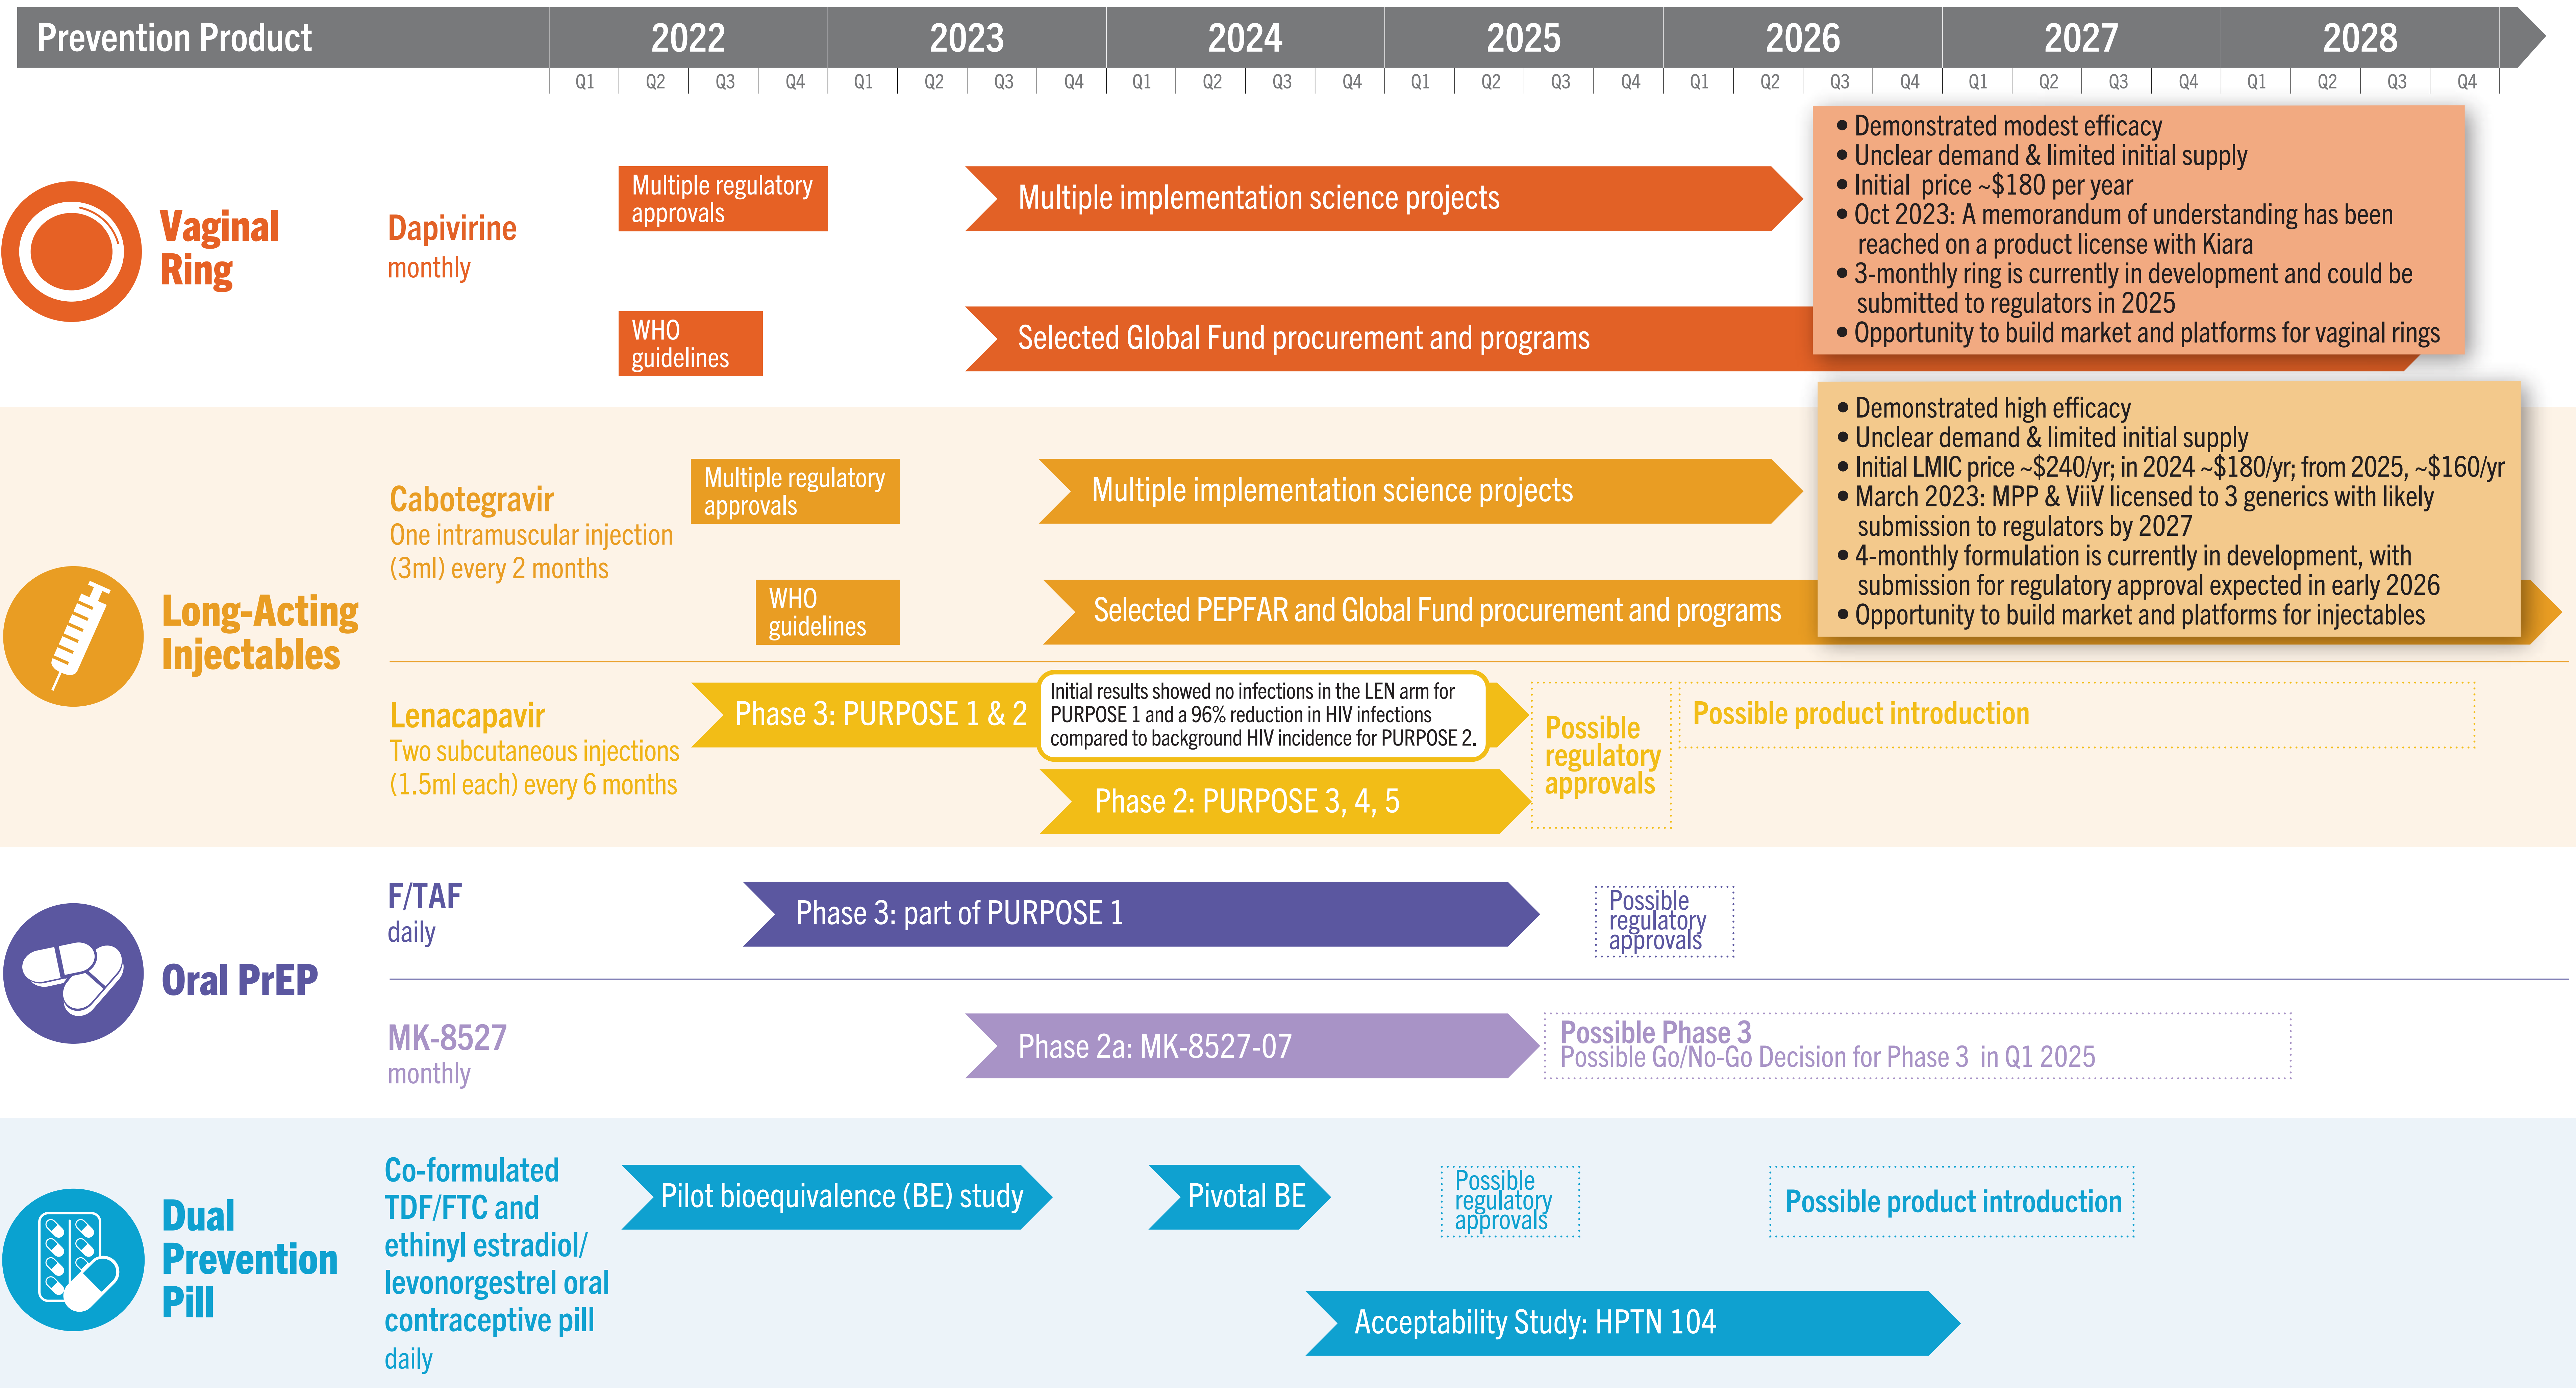 Prevention Product
2022
2023
2024
2025
2026
2027
2028
Q1 Q2 Q3 Q4 Q1 Q2 Q3 Q4 Q1 Q2 Q3 Q4 Q1 Q2 Q3 Q4 Q1 Q2 Q3 Q4 Q1 Q2 Q3 Q4 Q1 Q2 Q3 Q4
Vaginal
Ring
Dapivirine
monthly
Multiple regulatory
approvals
WHO
guidelines
Multiple implementation science projects
Selected Global Fund procurement and programs
• Demonstrated modest efficacy
• Unclear demand & limited initial supply
• Initial price ~$180 per year
• Oct 2023: A memorandum of understanding has been
reached on a product license with Kiara
• 3-monthly ring is currently in development and could be
submitted to regulators in 2025
• Opportunity to build market and platforms for vaginal rings
Long-Acting
Injectables
Cabotegravir
One intramuscular injection
(3ml) every 2 months
Multiple regulatory
approvals
WHO
guidelines
Multiple implementation science projects
Selected PEPFAR and Global Fund procurement and programs
• Demonstrated high efficacy
• Unclear demand & limited initial supply
• Initial LMIC price ~$240/yr; in 2024 ~$180/yr; from 2025, ~$160/yr
• March 2023: MPP & ViiV licensed to 3 generics with likely
submission to regulators by 2027
• 4-monthly formulation is currently in development, with
submission for regulatory approval expected in early 2026
• Opportunity to build market and platforms for injectables
Lenacapavir
Two subcutaneous injections
(1.5ml each) every 6 months
Phase 3: PURPOSE 1 & 2
Initial results showed no infections in the LEN arm for
PURPOSE 1 and a 96% reduction in HIV infections
compared to background HIV incidence for PURPOSE 2.
Phase 2: PURPOSE 3, 4, 5
Possible
regulatory
approvals
Possible product introduction
Oral PrEP
F/TAF
daily
Phase 3: part of PURPOSE 1
Possible
regulatory
approvals
MK-8527
monthly
Phase 2a: MK-8527-07
Possible Phase 3
Possible Go/No-Go Decision for Phase 3 in Q1 2025
Dual
Prevention
Pill
Co-formulated
TDF/FTC and
ethinyl estradiol/
levonorgestrel oral
contraceptive pill
daily
Pilot bioequivalence (BE) study
Pivotal BE
Possible
regulatory
approvals
Possible product introduction
Acceptability Study: HPTN 104